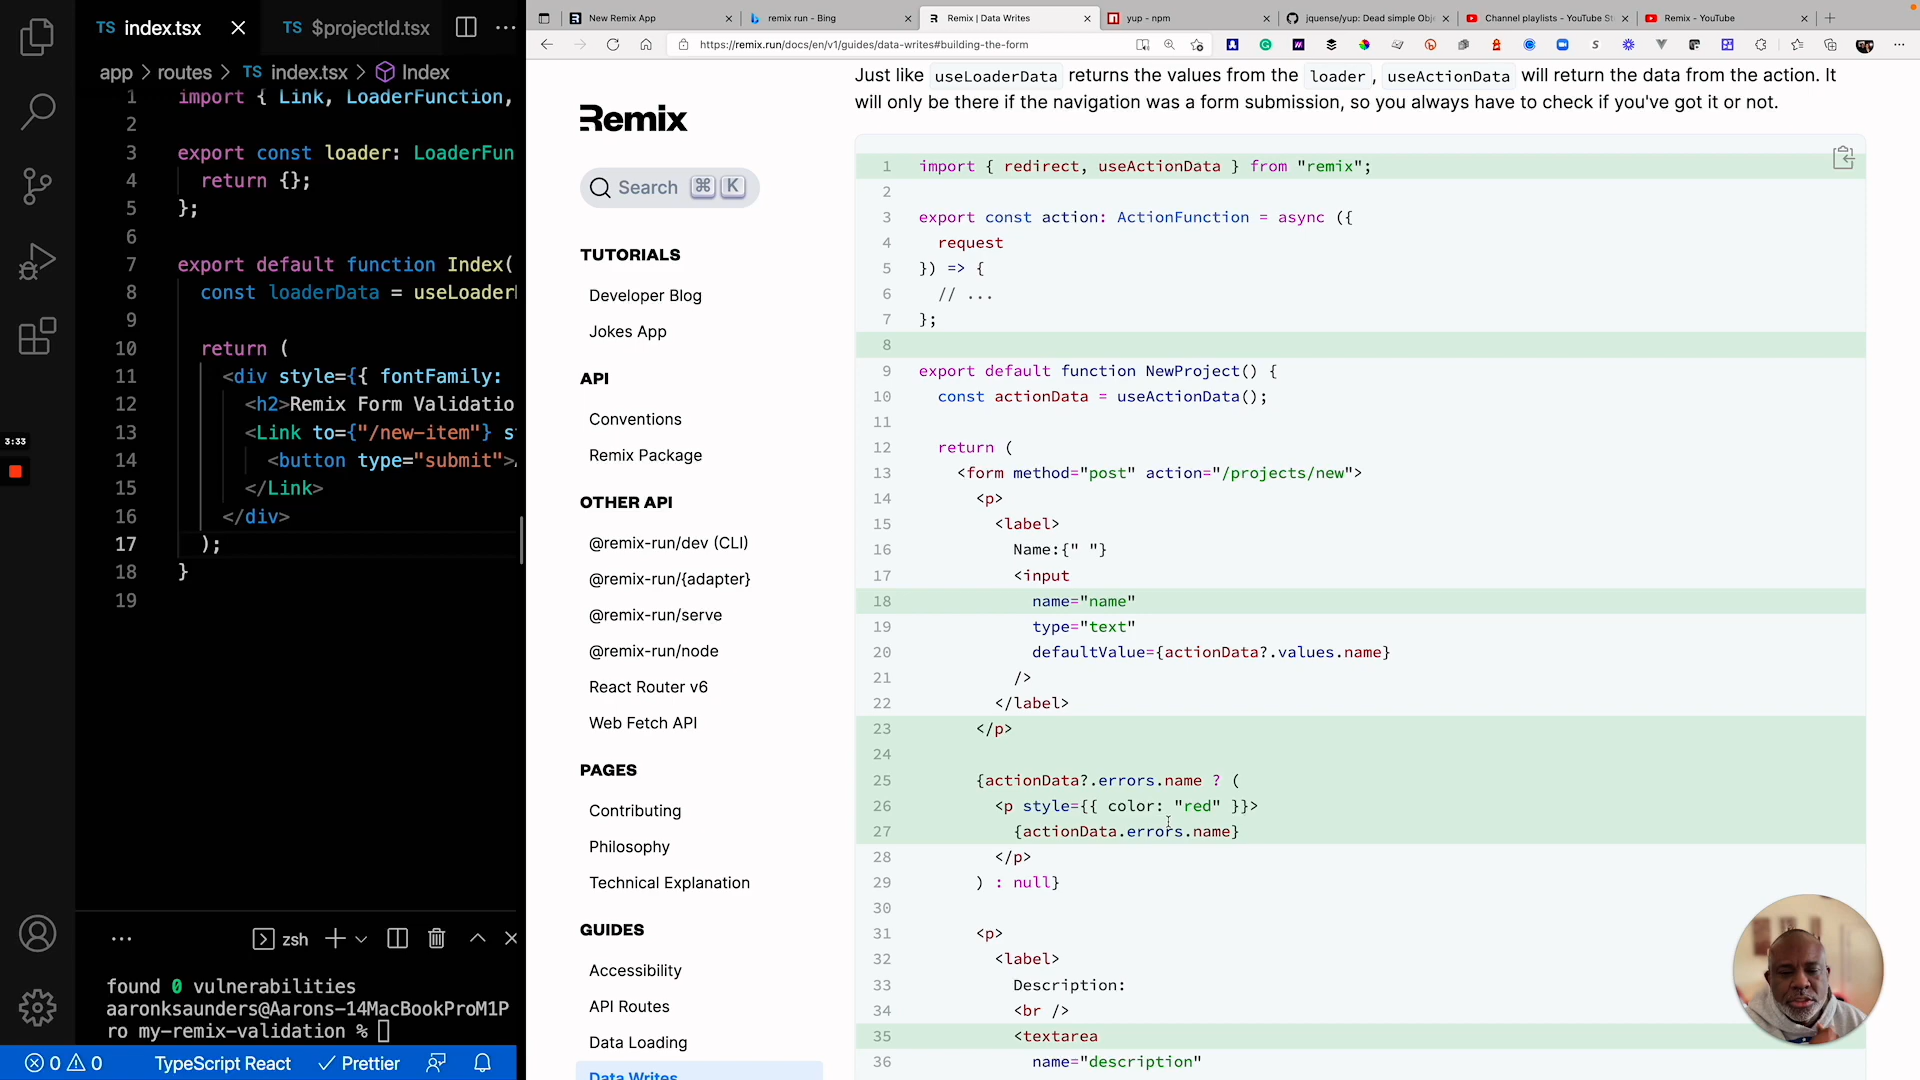 TS index.tsx
TS $projectId.tsx
app > routes > TS index.tsx > Index
1 import { Link, LoaderFunction,
2
3 export const loader: LoaderFun
4 return {};
5 };
6
7 export default function Index(
8 const loaderData = useLoader
9
10 return (
11 <div style={{ fontFamily:
12 <h2>Remix Form Validatio
13 <Link to={"/new-item"} s
14 <button type="submit">
15 </Link>
16 </div>
17 );
18 }
19
3:33
zsh
found 0 vulnerabilities
aaronksaunders@Aarons-14MacBookProM1P
ro my-remix-validation %
0 0 TypeScript React Prettier
New Remix App
remix run - Bing
Remix | Data Writes
yup - npm
jquense/yup: Dead simple Obj
Channel playlists - YouTube St
Remix - YouTube
https://remix.run/docs/en/v1/guides/data-writes#building-the-form
Remix
Search ⌘ K
TUTORIALS
Developer Blog
Jokes App
API
Conventions
Remix Package
OTHER API
@remix-run/dev (CLI)
@remix-run/{adapter}
@remix-run/serve
@remix-run/node
React Router v6
Web Fetch API
PAGES
Contributing
Philosophy
Technical Explanation
GUIDES
Accessibility
API Routes
Data Loading
Data Writes
Just like useLoaderData returns the values from the loader, useActionData will return the data from the action. It
will only be there if the navigation was a form submission, so you always have to check if you've got it or not.
1 import { redirect, useActionData } from "remix";
2
3 export const action: ActionFunction = async ({
4 request
5 }) => {
6 // ...
7 };
8
9 export default function NewProject() {
10 const actionData = useActionData();
11
12 return (
13 <form method="post" action="/projects/new">
14 <p>
15 <label>
16 Name:{" "}
17 <input
18 name="name"
19 type="text"
20 defaultValue={actionData?.values.name}
21 />
22 </label>
23 </p>
24
25 {actionData?.errors.name ? (
26 <p style={{ color: "red" }}>
27 {actionData.errors.name}
28 </p>
29 ) : null}
30
31 <p>
32 <label>
33 Description:
34 <br />
35 <textarea
36 name="description"